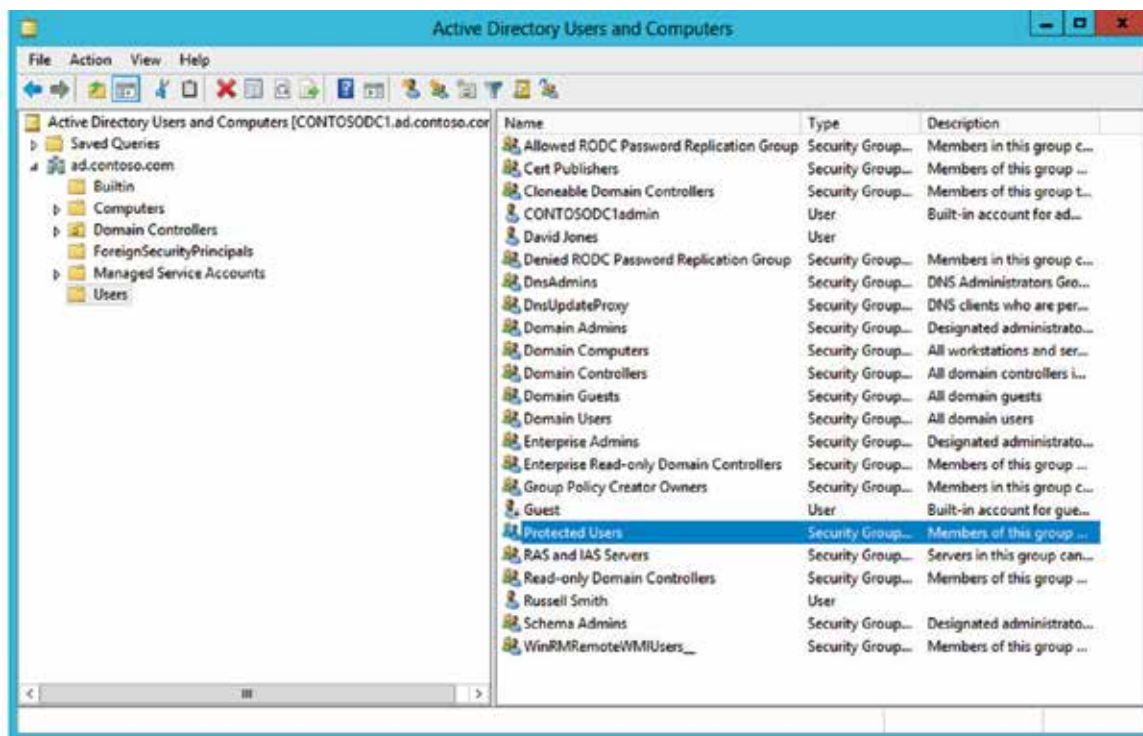 Active Directory Users and Computers
File Action View Help
Active Directory Users and Computers [CONTOSODC1.ad.contoso.cor
Saved Queries
ad.contoso.com
Builtin
Computers
Domain Controllers
ForeignSecurityPrincipals
Managed Service Accounts
Users
Name Type Description
Allowed RODC Password Replication Group Security Group... Members in this group c...
Cert Publishers Security Group... Members of this group ...
Cloneable Domain Controllers Security Group... Members of this group t...
CONTOSODC1admin User Built-in account for ad...
David Jones User
Denied RODC Password Replication Group Security Group... Members in this group c...
DnsAdmins Security Group... DNS Administrators Gro...
DnsUpdateProxy Security Group... DNS clients who are per...
Domain Admins Security Group... Designated administrato...
Domain Computers Security Group... All workstations and ser...
Domain Controllers Security Group... All domain controllers i...
Domain Guests Security Group... All domain guests
Domain Users Security Group... All domain users
Enterprise Admins Security Group... Designated administrato...
Enterprise Read-only Domain Controllers Security Group... Members of this group ...
Group Policy Creator Owners Security Group... Members in this group c...
Guest User Built-in account for gue...
Protected Users Security Group... Members of this group ...
RAS and IAS Servers Security Group... Servers in this group can...
Read-only Domain Controllers Security Group... Members of this group ...
Russell Smith User
Schema Admins Security Group... Designated administrato...
WinRMRemoteWMIUsers__ Security Group... Members of this group ...